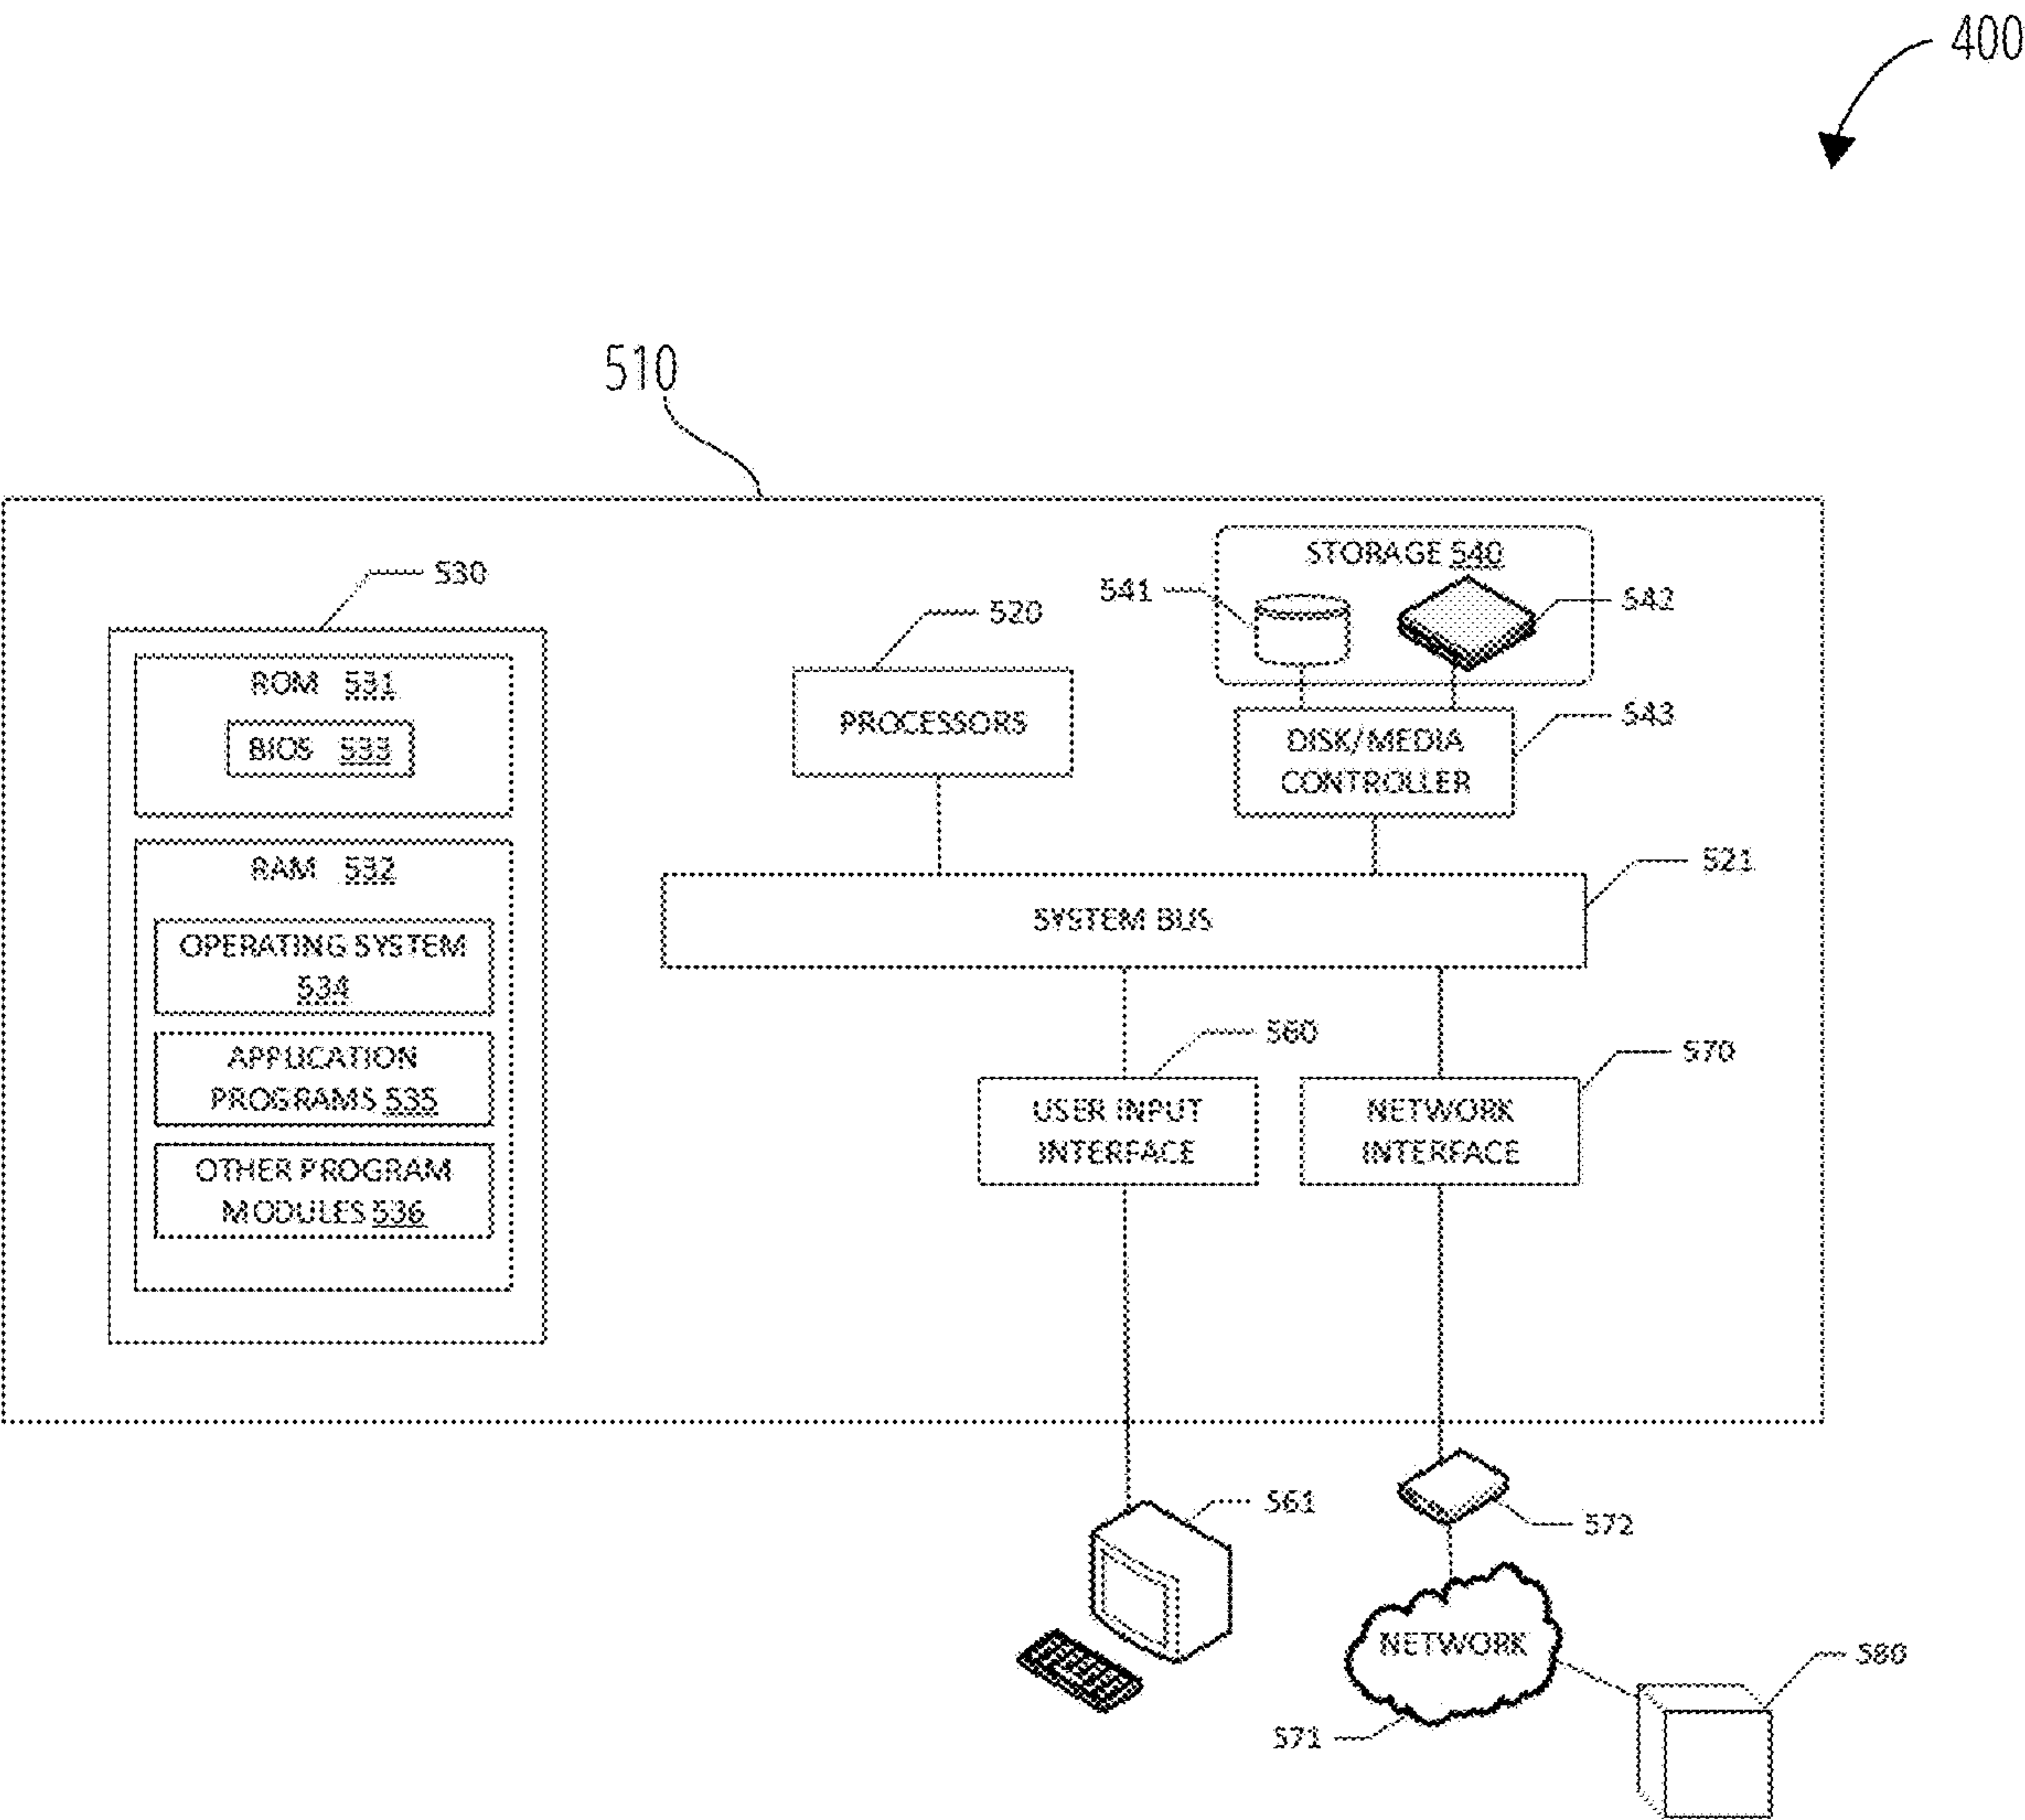 400
510
530
ROM 531
BIOS 533
RAM 532
OPERATING SYSTEM
534
APPLICATION
PROGRAMS 535
OTHER PROGRAM
MODULES 536
520
PROCESSORS
STORAGE 540
541
542
543
DISK/MEDIA
CONTROLLER
521
SYSTEM BUS
560
USER INPUT
INTERFACE
570
NETWORK
INTERFACE
561
572
NETWORK
571
580